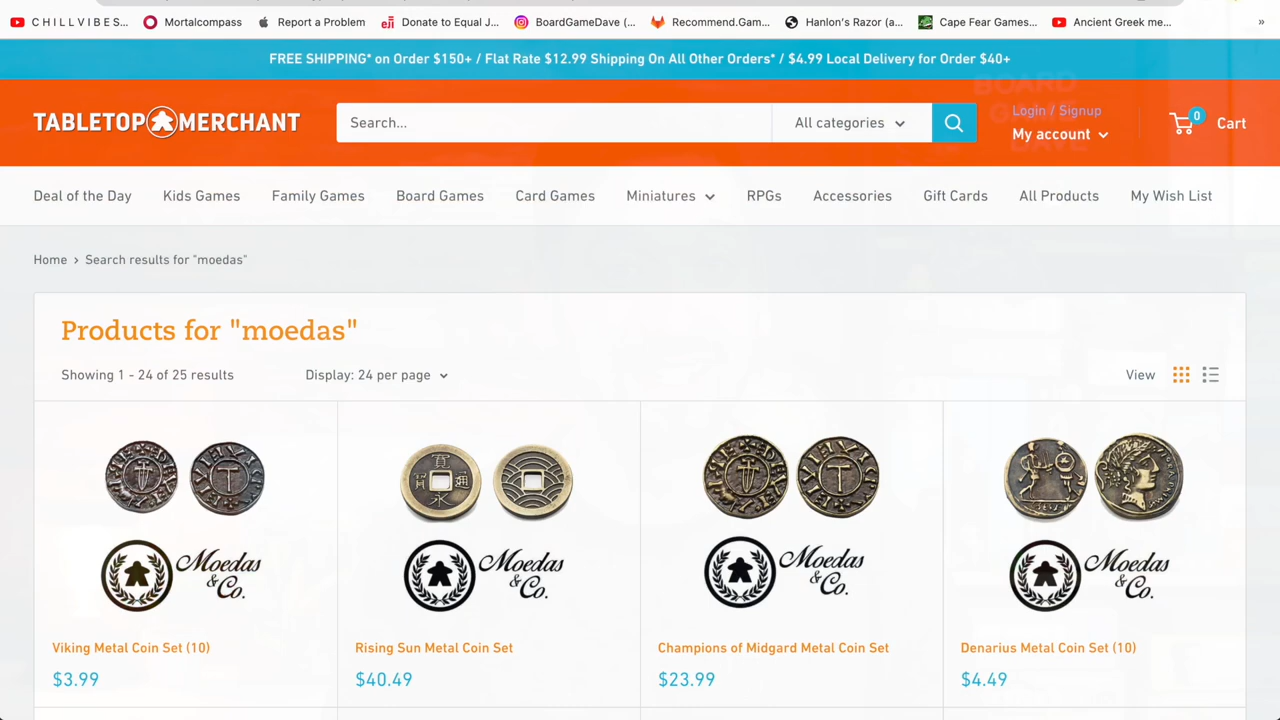 C H I L L V I B E S...
Mortalcompass
Report a Problem
eji
Donate to Equal J...
BoardGameDave (...
Recommend.Gam...
Hanlon's Razor (a...
Cape Fear Games...
Ancient Greek me...
»
FREE SHIPPING* on Order $150+ / Flat Rate $12.99 Shipping On All Other Orders* / $4.99 Local Delivery for Order $40+
BOARD
GAME
DAVE
TABLETOP MERCHANT
Search...
All categories
Login / Signup
My account
0
Cart
Deal of the Day
Kids Games
Family Games
Board Games
Card Games
Miniatures
RPGs
Accessories
Gift Cards
All Products
My Wish List
Home > Search results for "moedas"
Products for "moedas"
Showing 1 - 24 of 25 results
Display: 24 per page
View
Moedas
& Co.
Moedas
& Co.
Moedas
& Co.
Moedas
& Co.
Viking Metal Coin Set (10)
Rising Sun Metal Coin Set
Champions of Midgard Metal Coin Set
Denarius Metal Coin Set (10)
$3.99
$40.49
$23.99
$4.49